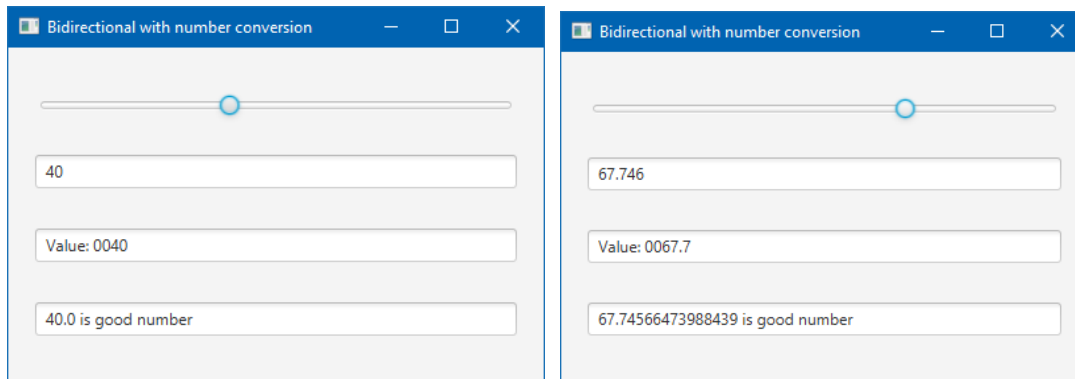 Bidirectional with number conversion
40
Value: 0040
40.0 is good number
Bidirectional with number conversion
67.746
Value: 0067.7
67.74566473988439 is good number